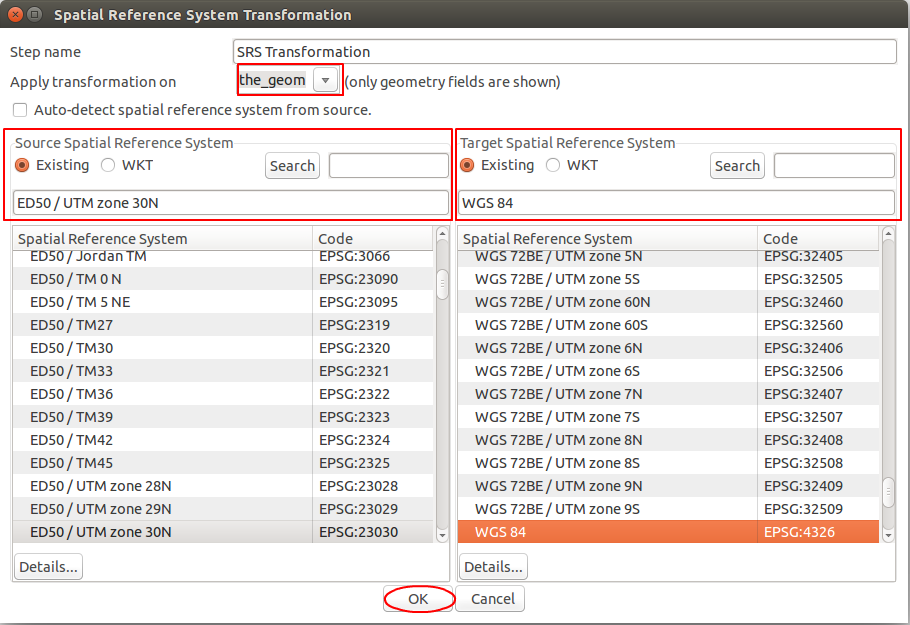 Spatial Reference System Transformation
Step name SRS Transformation
Apply transformation on the_geom (only geometry fields are shown)
Auto-detect spatial reference system from source.
Source Spatial Reference System
Existing WKT Search
ED50 / UTM zone 30N
Spatial Reference System Code
ED50 / Jordan TM EPSG:3066
ED50 / TM 0 N EPSG:23090
ED50 / TM 5 NE EPSG:23095
ED50 / TM27 EPSG:2319
ED50 / TM30 EPSG:2320
ED50 / TM33 EPSG:2321
ED50 / TM36 EPSG:2322
ED50 / TM39 EPSG:2323
ED50 / TM42 EPSG:2324
ED50 / TM45 EPSG:2325
ED50 / UTM zone 28N EPSG:23028
ED50 / UTM zone 29N EPSG:23029
ED50 / UTM zone 30N EPSG:23030
Details...
Target Spatial Reference System
Existing WKT Search
WGS 84
Spatial Reference System Code
WGS 72BE / UTM zone 5N EPSG:32405
WGS 72BE / UTM zone 5S EPSG:32505
WGS 72BE / UTM zone 60N EPSG:32460
WGS 72BE / UTM zone 60S EPSG:32560
WGS 72BE / UTM zone 6N EPSG:32406
WGS 72BE / UTM zone 6S EPSG:32506
WGS 72BE / UTM zone 7N EPSG:32407
WGS 72BE / UTM zone 7S EPSG:32507
WGS 72BE / UTM zone 8N EPSG:32408
WGS 72BE / UTM zone 8S EPSG:32508
WGS 72BE / UTM zone 9N EPSG:32409
WGS 72BE / UTM zone 9S EPSG:32509
WGS 84 EPSG:4326
Details...
OK Cancel